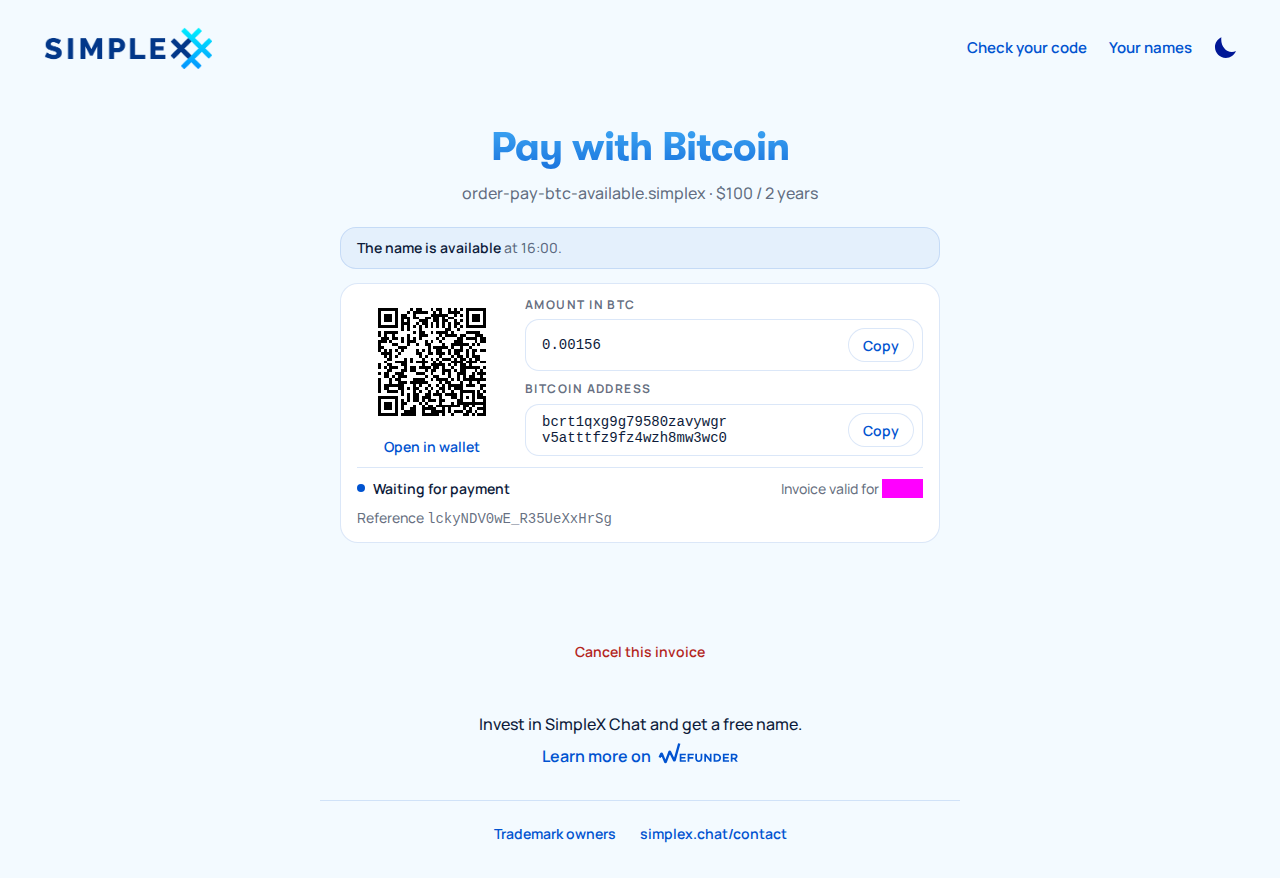 SIMPLEX
Check your code
Your names
Pay with Bitcoin
order-pay-btc-available.simplex · $100 / 2 years
The name is available at 16:00.
AMOUNT IN BTC
0.00156
Copy
BITCOIN ADDRESS
bcrt1qxg9g79580zavywgr
v5atttfz9fz4wzh8mw3wc0
Copy
Open in wallet
Waiting for payment
Invoice valid for
Reference lckyNDV0wE_R35UeXxHrSg
Cancel this invoice
Invest in SimpleX Chat and get a free name.
Learn more on WEFUNDER
Trademark owners
simplex.chat/contact